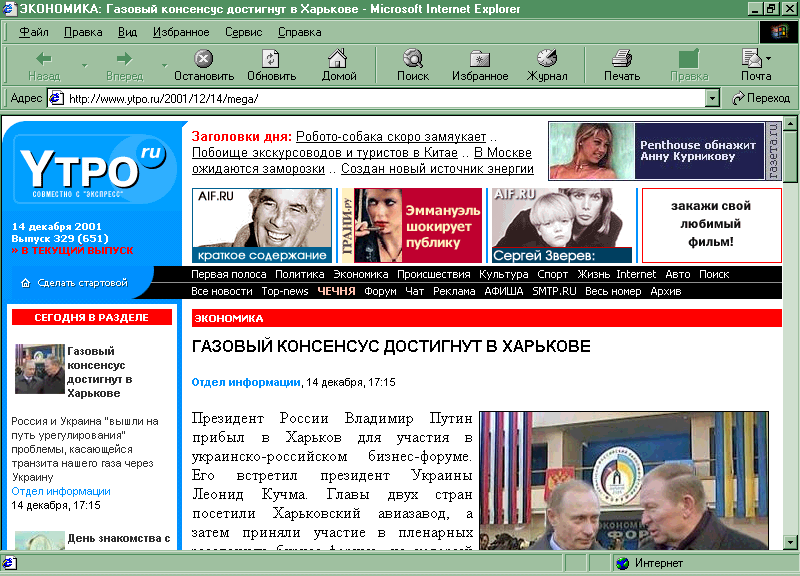 ЭКОНОМИКА: Газовый консенсус достигнут в Харькове - Microsoft Internet Explorer
Файл Правка Вид Избранное Сервис Справка
Назад Вперед Остановить Обновить Домой Поиск Избранное Журнал Печать Правка Почта
Адрес http://www.ytpo.ru/2001/12/14/mega/ Переход
YТРО ru
СОВМЕСТНО С "ЭКСПРЕСС"
14 декабря 2001
Выпуск 329 (651)
» В ТЕКУЩИЙ ВЫПУСК
Сделать стартовой
Заголовки дня: Робото-собака скоро замяукает ..
Побоище экскурсоводов и туристов в Китае .. В Москве
ожидаются заморозки .. Создан новый источник энергии
Penthouse обнажит
Анну Курникову
газета.ru
AIF.RU
краткое содержание
ГРАНИ.РУ
Эммануэль
шокирует
публику
AIF.RU
Сергей Зверев:
закажи свой
любимый
фильм!
Первая полоса Политика Экономика Происшествия Культура Спорт Жизнь Internet Авто Поиск
Все новости Top-news ЧЕЧНЯ Форум Чат Реклама АФИША SMTP.RU Весь номер Архив
СЕГОДНЯ В РАЗДЕЛЕ
Газовый
консенсус
достигнут в
Харькове
Россия и Украина "вышли на
путь урегулирования"
проблемы, касающейся
транзита нашего газа через
Украину
Отдел информации
14 декабря, 17:15
День знакомства с
ЭКОНОМИКА
ГАЗОВЫЙ КОНСЕНСУС ДОСТИГНУТ В ХАРЬКОВЕ
Отдел информации, 14 декабря, 17:15
Президент России Владимир Путин
прибыл в Харьков для участия в
украинско-российском бизнес-форуме.
Его встретил президент Украины
Леонид Кучма. Главы двух стран
посетили Харьковский авиазавод, а
затем приняли участие в пленарных
Интернет